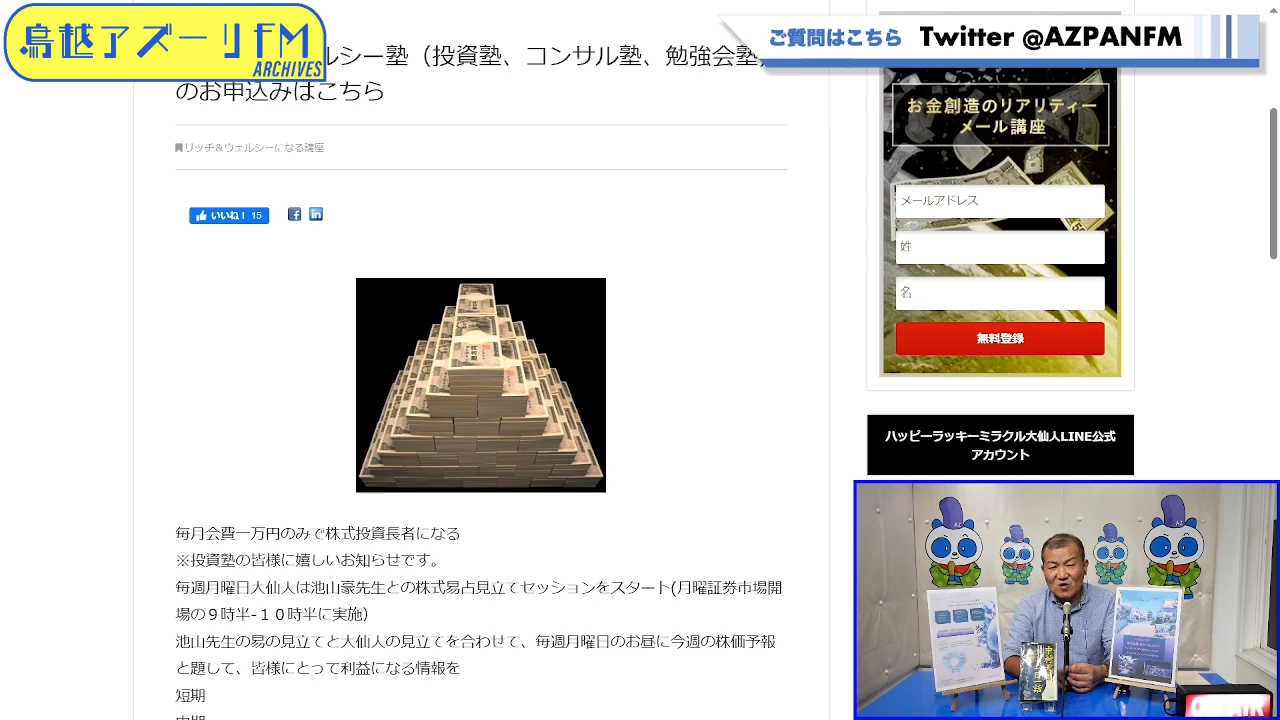 鳥越アズーリFM
ARCHIVES
ご質問はこちら Twitter @AZPANFM
ルシー塾（投資塾、コンサル塾、勉強会塾
のお申込みはこちら
リッチ＆ウェルシーになる講座
いいね！ 15
毎月会費一万円のみで株式投資長者になる
※投資塾の皆様に嬉しいお知らせです。
毎週月曜日大仙人は池山豪先生との株式易占見立てセッションをスタート(月曜証券市場開
場の９時半-１０時半に実施）
池山先生の易の見立てと大仙人の見立てを合わせて、毎週月曜日のお昼に今週の株価予報
と題して、皆様にとって利益になる情報を
短期
お金創造のリアリティー
メール講座
メールアドレス
姓
名
無料登録
ハッピーラッキーミラクル大仙人LINE公式
アカウント